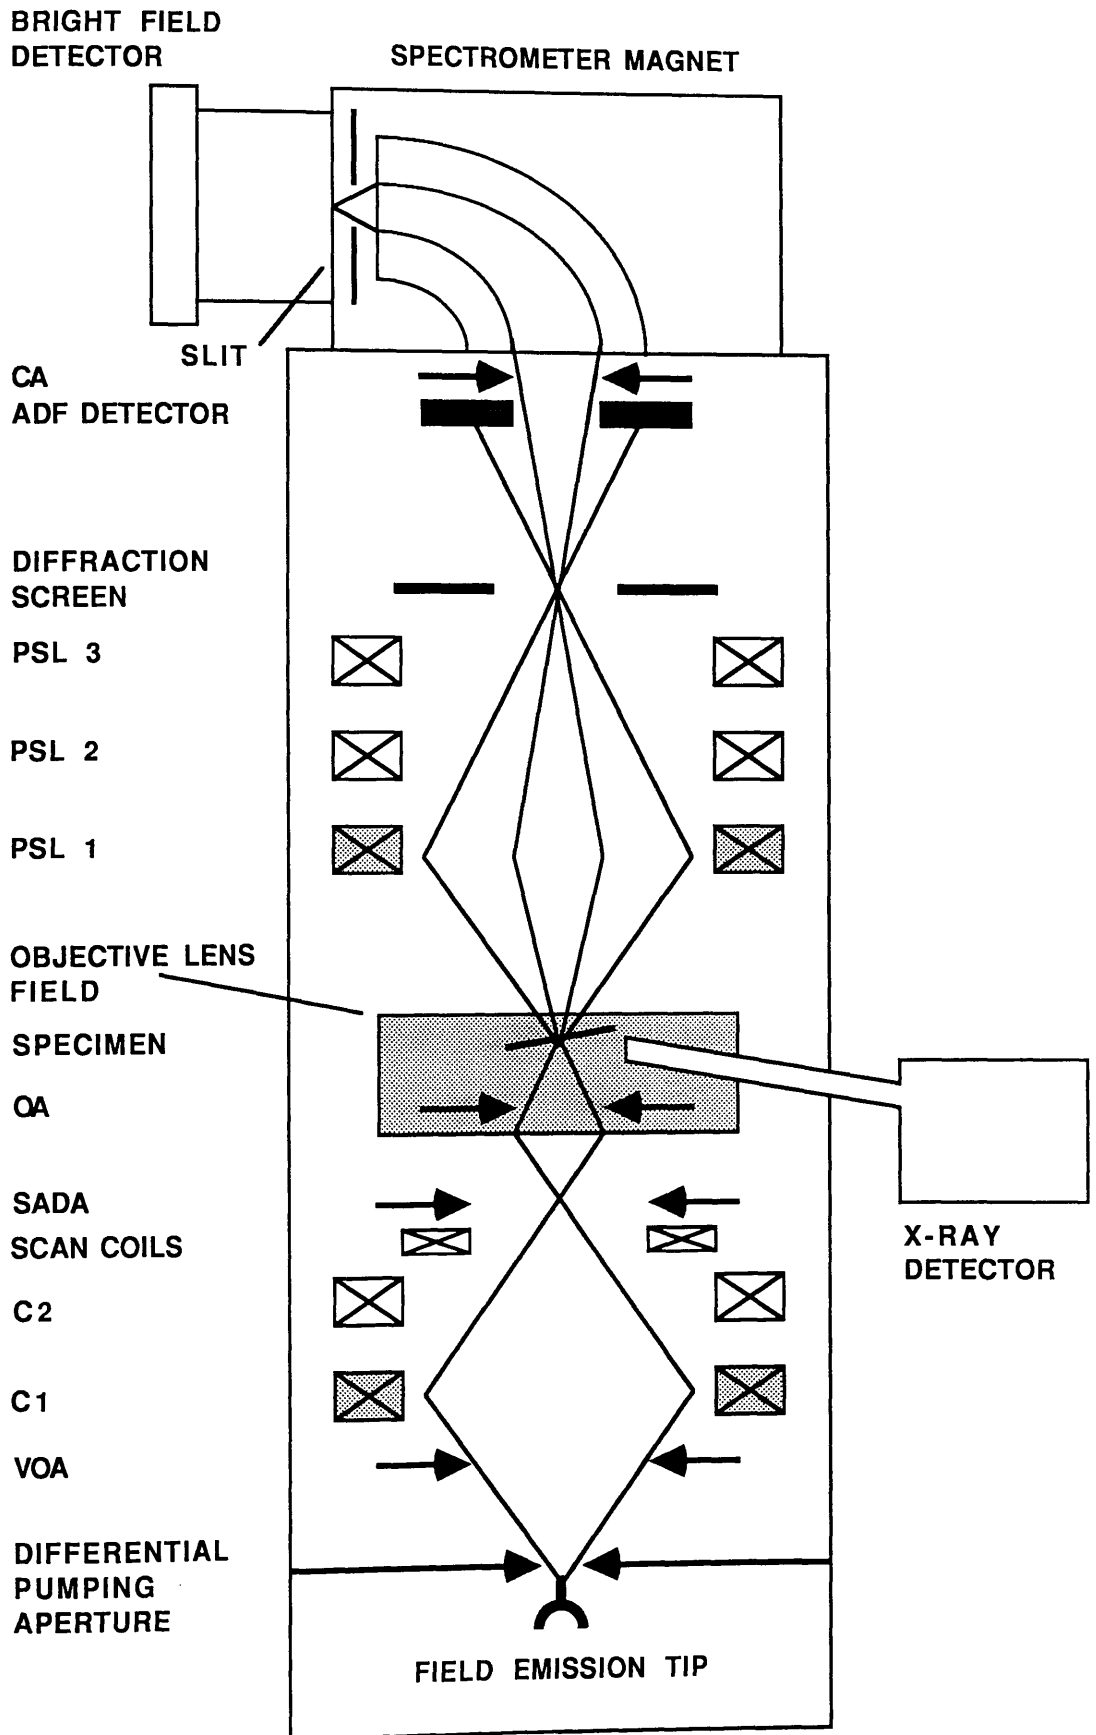 BRIGHT FIELD
DETECTOR
SPECTROMETER MAGNET
SLIT
CA
ADF DETECTOR
DIFFRACTION
SCREEN
PSL 3
PSL 2
PSL 1
OBJECTIVE LENS
FIELD
SPECIMEN
OA
SADA
SCAN COILS
X-RAY
DETECTOR
C2
C1
VOA
DIFFERENTIAL
PUMPING
APERTURE
FIELD EMISSION TIP